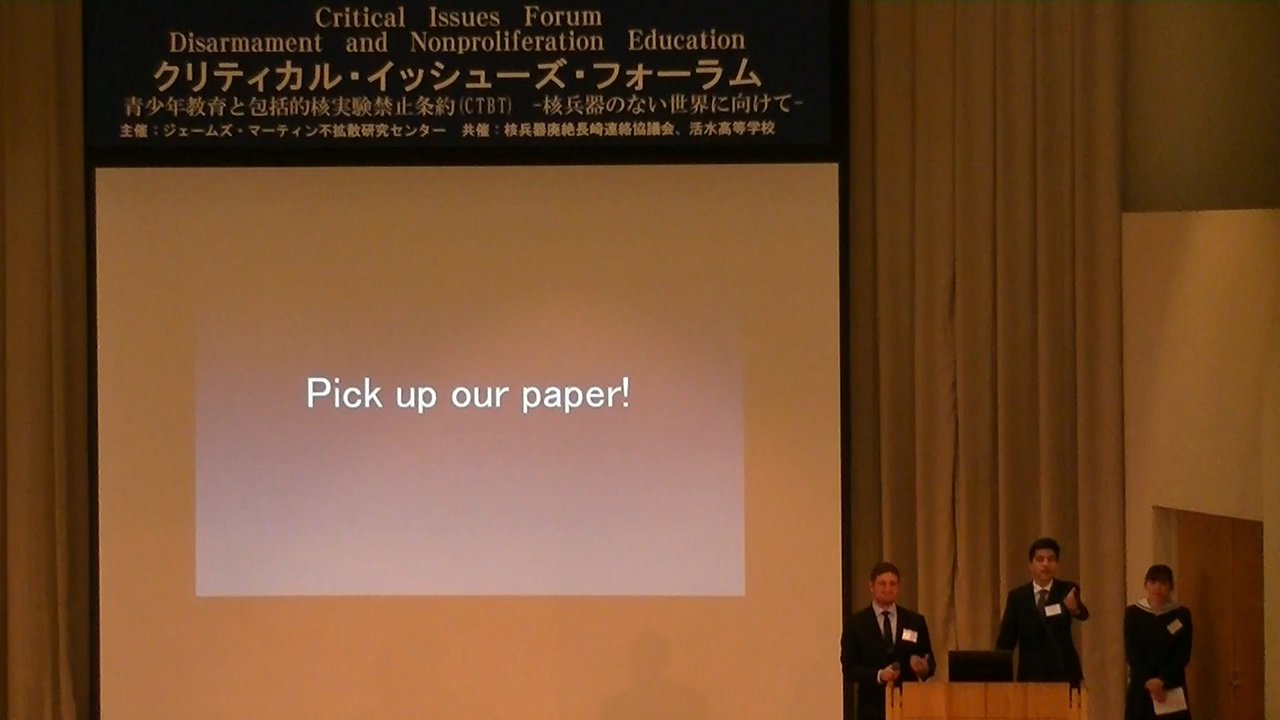 Critical Issues Forum
Disarmament and Nonproliferation Education
クリティカル・イッシューズ・フォーラム
青少年教育と包括的核実験禁止条約(CTBT) -核兵器のない世界に向けて-
主催：ジェームズ・マーティン不拡散研究センター 共催：核兵器廃絶長崎連絡協議会、活水高等学校
Pick up our paper!